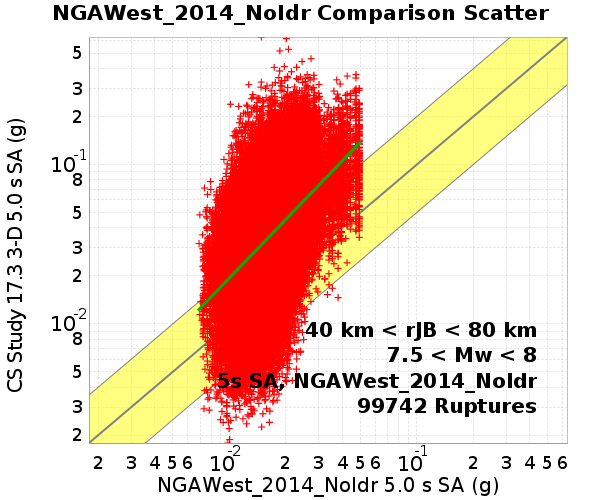 NGAWest_2014_NoIdr Comparison Scatter
CS Study 17.3 3-D 5.0 s SA (g)
5
3
2
10-1
8
5
3
2
10-2
8
5
3
2
40 km < rJB < 80 km
7.5 < Mw < 8
5s SA, NGAWest_2014_NoIdr
99742 Ruptures
2 3 4 5 6 10-2 2 3 4 5 6 10-1 2 3 4 5 6
NGAWest_2014_NoIdr 5.0 s SA (g)